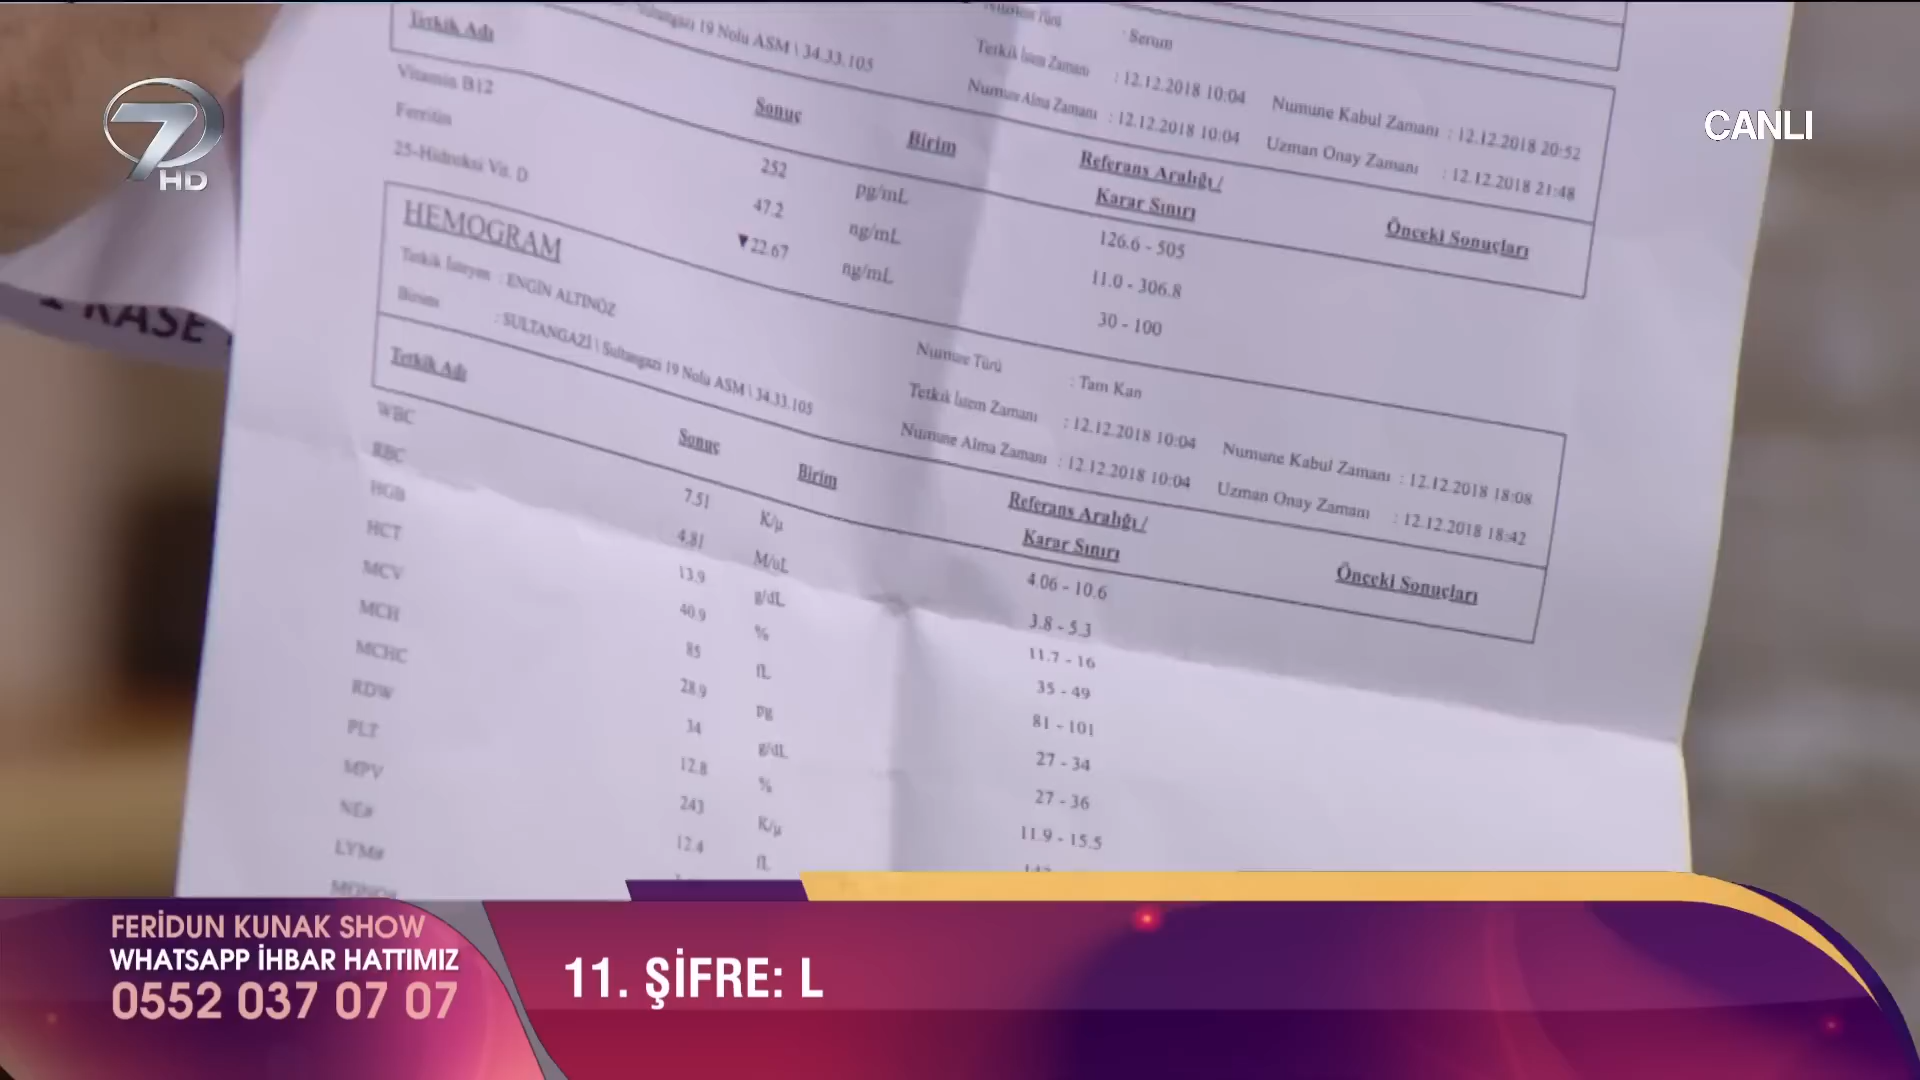 7
HD
CANLI
Sultangazi 19 Nolu ASM \ 34.33.105
: Serum
Tetkik İstem Zamanı : 12.12.2018 10:04 Numune Kabul Zamanı : 12.12.2018 20:52
Numune Alma Zamanı : 12.12.2018 10:04 Uzman Onay Zamanı : 12.12.2018 21:48
Tetkik Adı Sonuç Birim Referans Aralığı / Karar Sınırı Önceki Sonuçları
Vitamin B12 252 pg/mL 126.6 - 505
Ferritin 47.2 ng/mL 11.0 - 306.8
25-Hidroksi Vit. D ▼22.67 ng/mL 30 - 100
HEMOGRAM
Tetkik İsteyen : ENGİN ALTINÖZ Numune Türü : Tam Kan
Birimi : SULTANGAZİ \ Sultangazi 19 Nolu ASM \ 34.33.105
Tetkik İstem Zamanı : 12.12.2018 10:04 Numune Kabul Zamanı : 12.12.2018 18:08
Numune Alma Zamanı : 12.12.2018 10:04 Uzman Onay Zamanı : 12.12.2018 18:42
Tetkik Adı Sonuç Birim Referans Aralığı / Karar Sınırı Önceki Sonuçları
WBC 7.51 K/µ 4.06 - 10.6
RBC 4.81 M/uL 3.8 - 5.3
HGB 13.9 g/dL 11.7 - 16
HCT 40.9 % 35 - 49
MCV 85 fL 81 - 101
MCH 28.9 pg 27 - 34
MCHC 34 g/dL 27 - 36
RDW 12.8 % 11.9 - 15.5
PLT 243 K/µ
MPV 12.4 fL
NE#
LYM#
MONO#
KASE
FERİDUN KUNAK SHOW
WHATSAPP İHBAR HATTIMIZ
0552 037 07 07
11. ŞİFRE: L